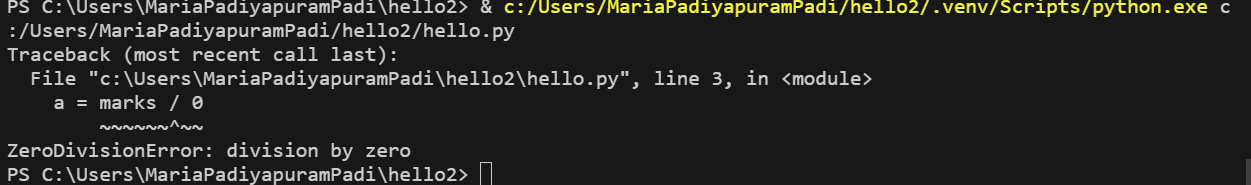 PS C:\Users\MariaPadiyapuramPadi\hello2> & c:/Users/MariaPadiyapuramPadi/hello2/.venv/Scripts/python.exe c
:/Users/MariaPadiyapuramPadi/hello2/hello.py
Traceback (most recent call last):
  File "c:\Users\MariaPadiyapuramPadi\hello2\hello.py", line 3, in <module>
    a = marks / 0
        ~~~~~~^~~
ZeroDivisionError: division by zero
PS C:\Users\MariaPadiyapuramPadi\hello2>